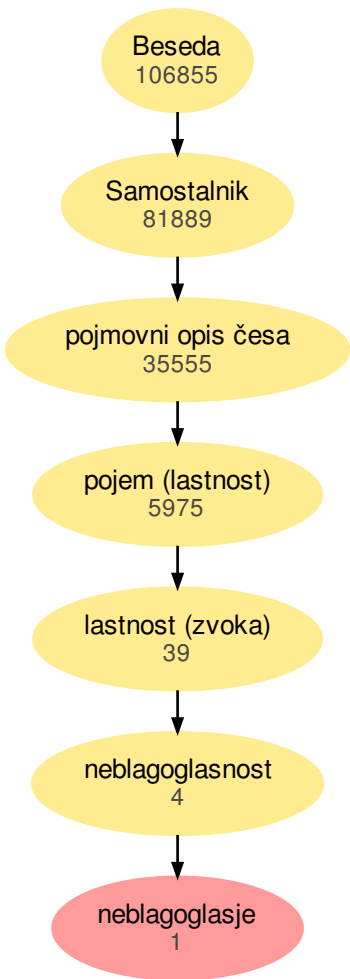 Beseda
106855
Samostalnik
81889
pojmovni opis česa
35555
pojem (lastnost)
5975
lastnost (zvoka)
39
neblagoglasnost
4
neblagoglasje
1